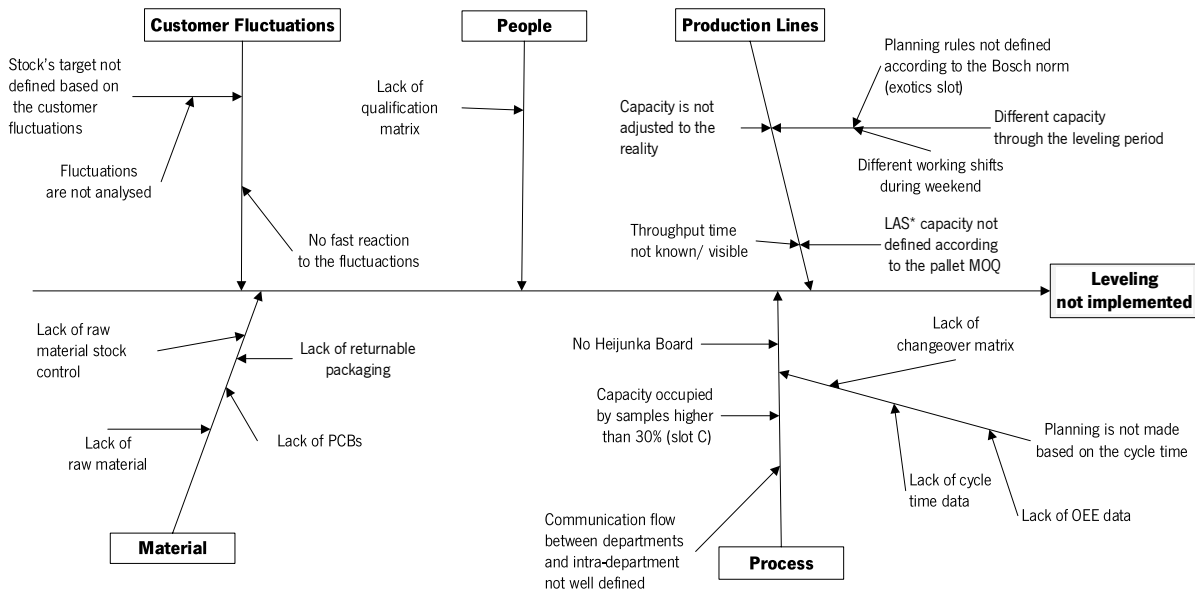 Customer Fluctuations
People
Production Lines
Stock's target not
defined based on
the customer
fluctuations
Fluctuations
are not analysed
No fast reaction
to the fluctuactions
Lack of
qualification
matrix
Capacity is not
adjusted to the
reality
Planning rules not defined
according to the Bosch norm
(exotics slot)
Different capacity
through the leveling period
Different working shifts
during weekend
Throughput time
not known/ visible
LAS* capacity not
defined according
to the pallet MOQ
Leveling
not implemented
Lack of raw
material stock
control
Lack of returnable
packaging
Lack of PCBs
Lack of
raw material
Material
No Heijunka Board
Lack of
changeover matrix
Capacity occupied
by samples higher
than 30% (slot C)
Planning is not made
based on the cycle time
Lack of cycle
time data
Lack of OEE data
Communication flow
between departments
and intra-department
not well defined
Process